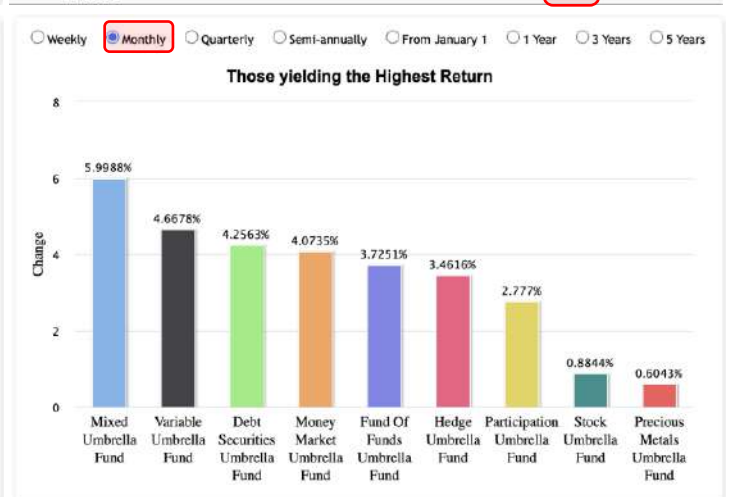 Weekly Monthly Quarterly Semi-annually From January 1 1 Year 3 Years 5 Years
Those yielding the Highest Return
8
6
4
2
0
Change
5.9988%
4.6678%
4.2563%
4.0735%
3.7251%
3.4616%
2.777%
0.8844%
0.6043%
Mixed
Umbrella
Fund
Variable
Umbrella
Fund
Debt
Securities
Umbrella
Fund
Money
Market
Umbrella
Fund
Fund Of
Funds
Umbrella
Fund
Hedge
Umbrella
Fund
Participation
Umbrella
Fund
Stock
Umbrella
Fund
Precious
Metals
Umbrella
Fund